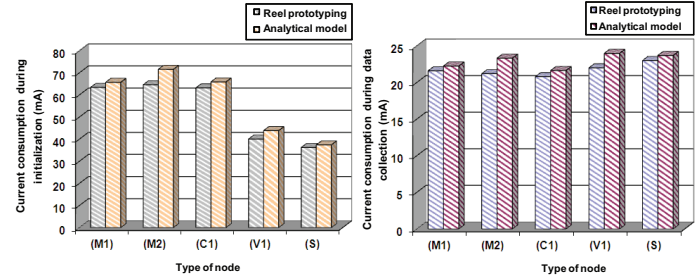 Reel prototyping
Analytical model
Current consumption during
initialization (mA)
80
70
60
50
40
30
20
10
0
(M1) (M2) (C1) (V1) (S)
Type of node
Reel prototyping
Analytical model
Current consumption during data
collection (mA)
25
20
15
10
5
0
(M1) (M2) (C1) (V1) (S)
Type of node